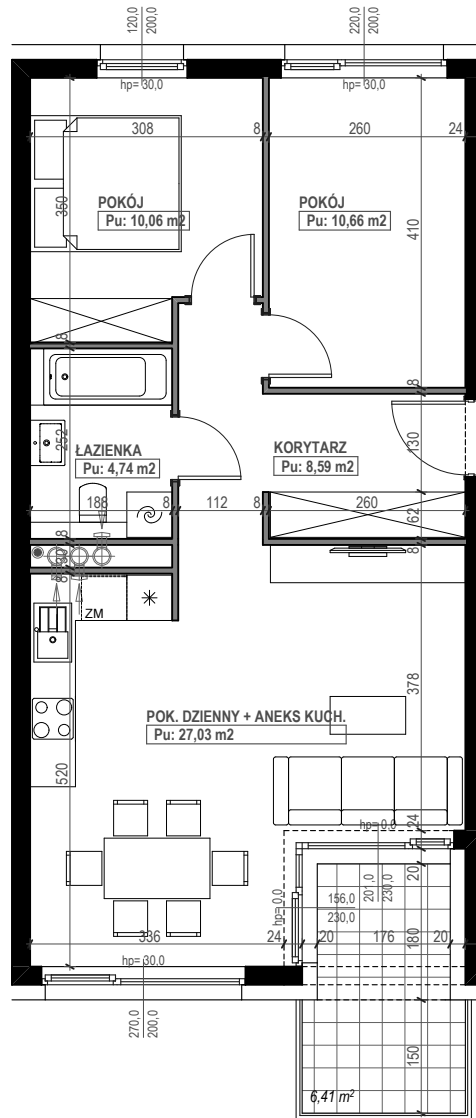 120,0
200,0
220,0
200,0
hp= 30,0
hp= 30,0
308
8
260
24
POKÓJ
Pu: 10,06 m2
POKÓJ
Pu: 10,66 m2
350
410
8
8
ŁAZIENKA
Pu: 4,74 m2
252
KORYTARZ
Pu: 8,59 m2
130
188
8
112
8
260
62
8
30
8
8
ZM
378
POK. DZIENNY + ANEKS KUCH.
Pu: 27,03 m2
520
24
hp= 0,0
20
201,0
230,0
156,0
230,0
hp= 0,0
336
24
20
176
20
180
hp= 30,0
270,0
200,0
150
6,41 m²